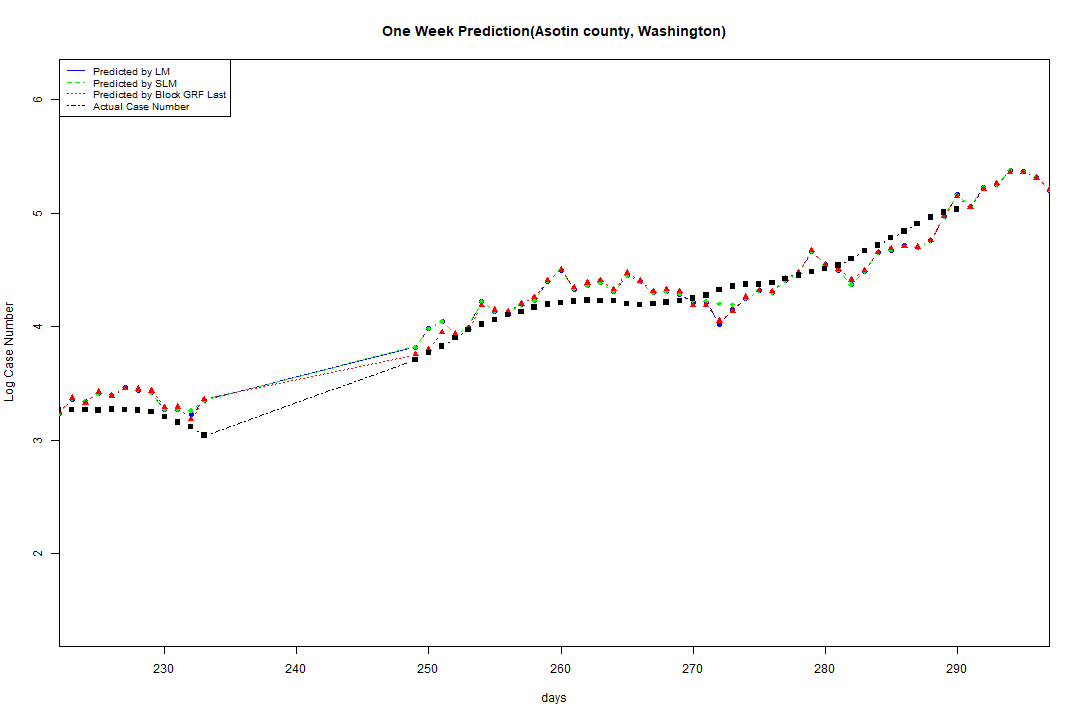 One Week Prediction(Asotin county, Washington)
Predicted by LM
Predicted by SLM
Predicted by Block GRF Last
Actual Case Number
6
5
4
3
2
Log Case Number
230 240 250 260 270 280 290
days